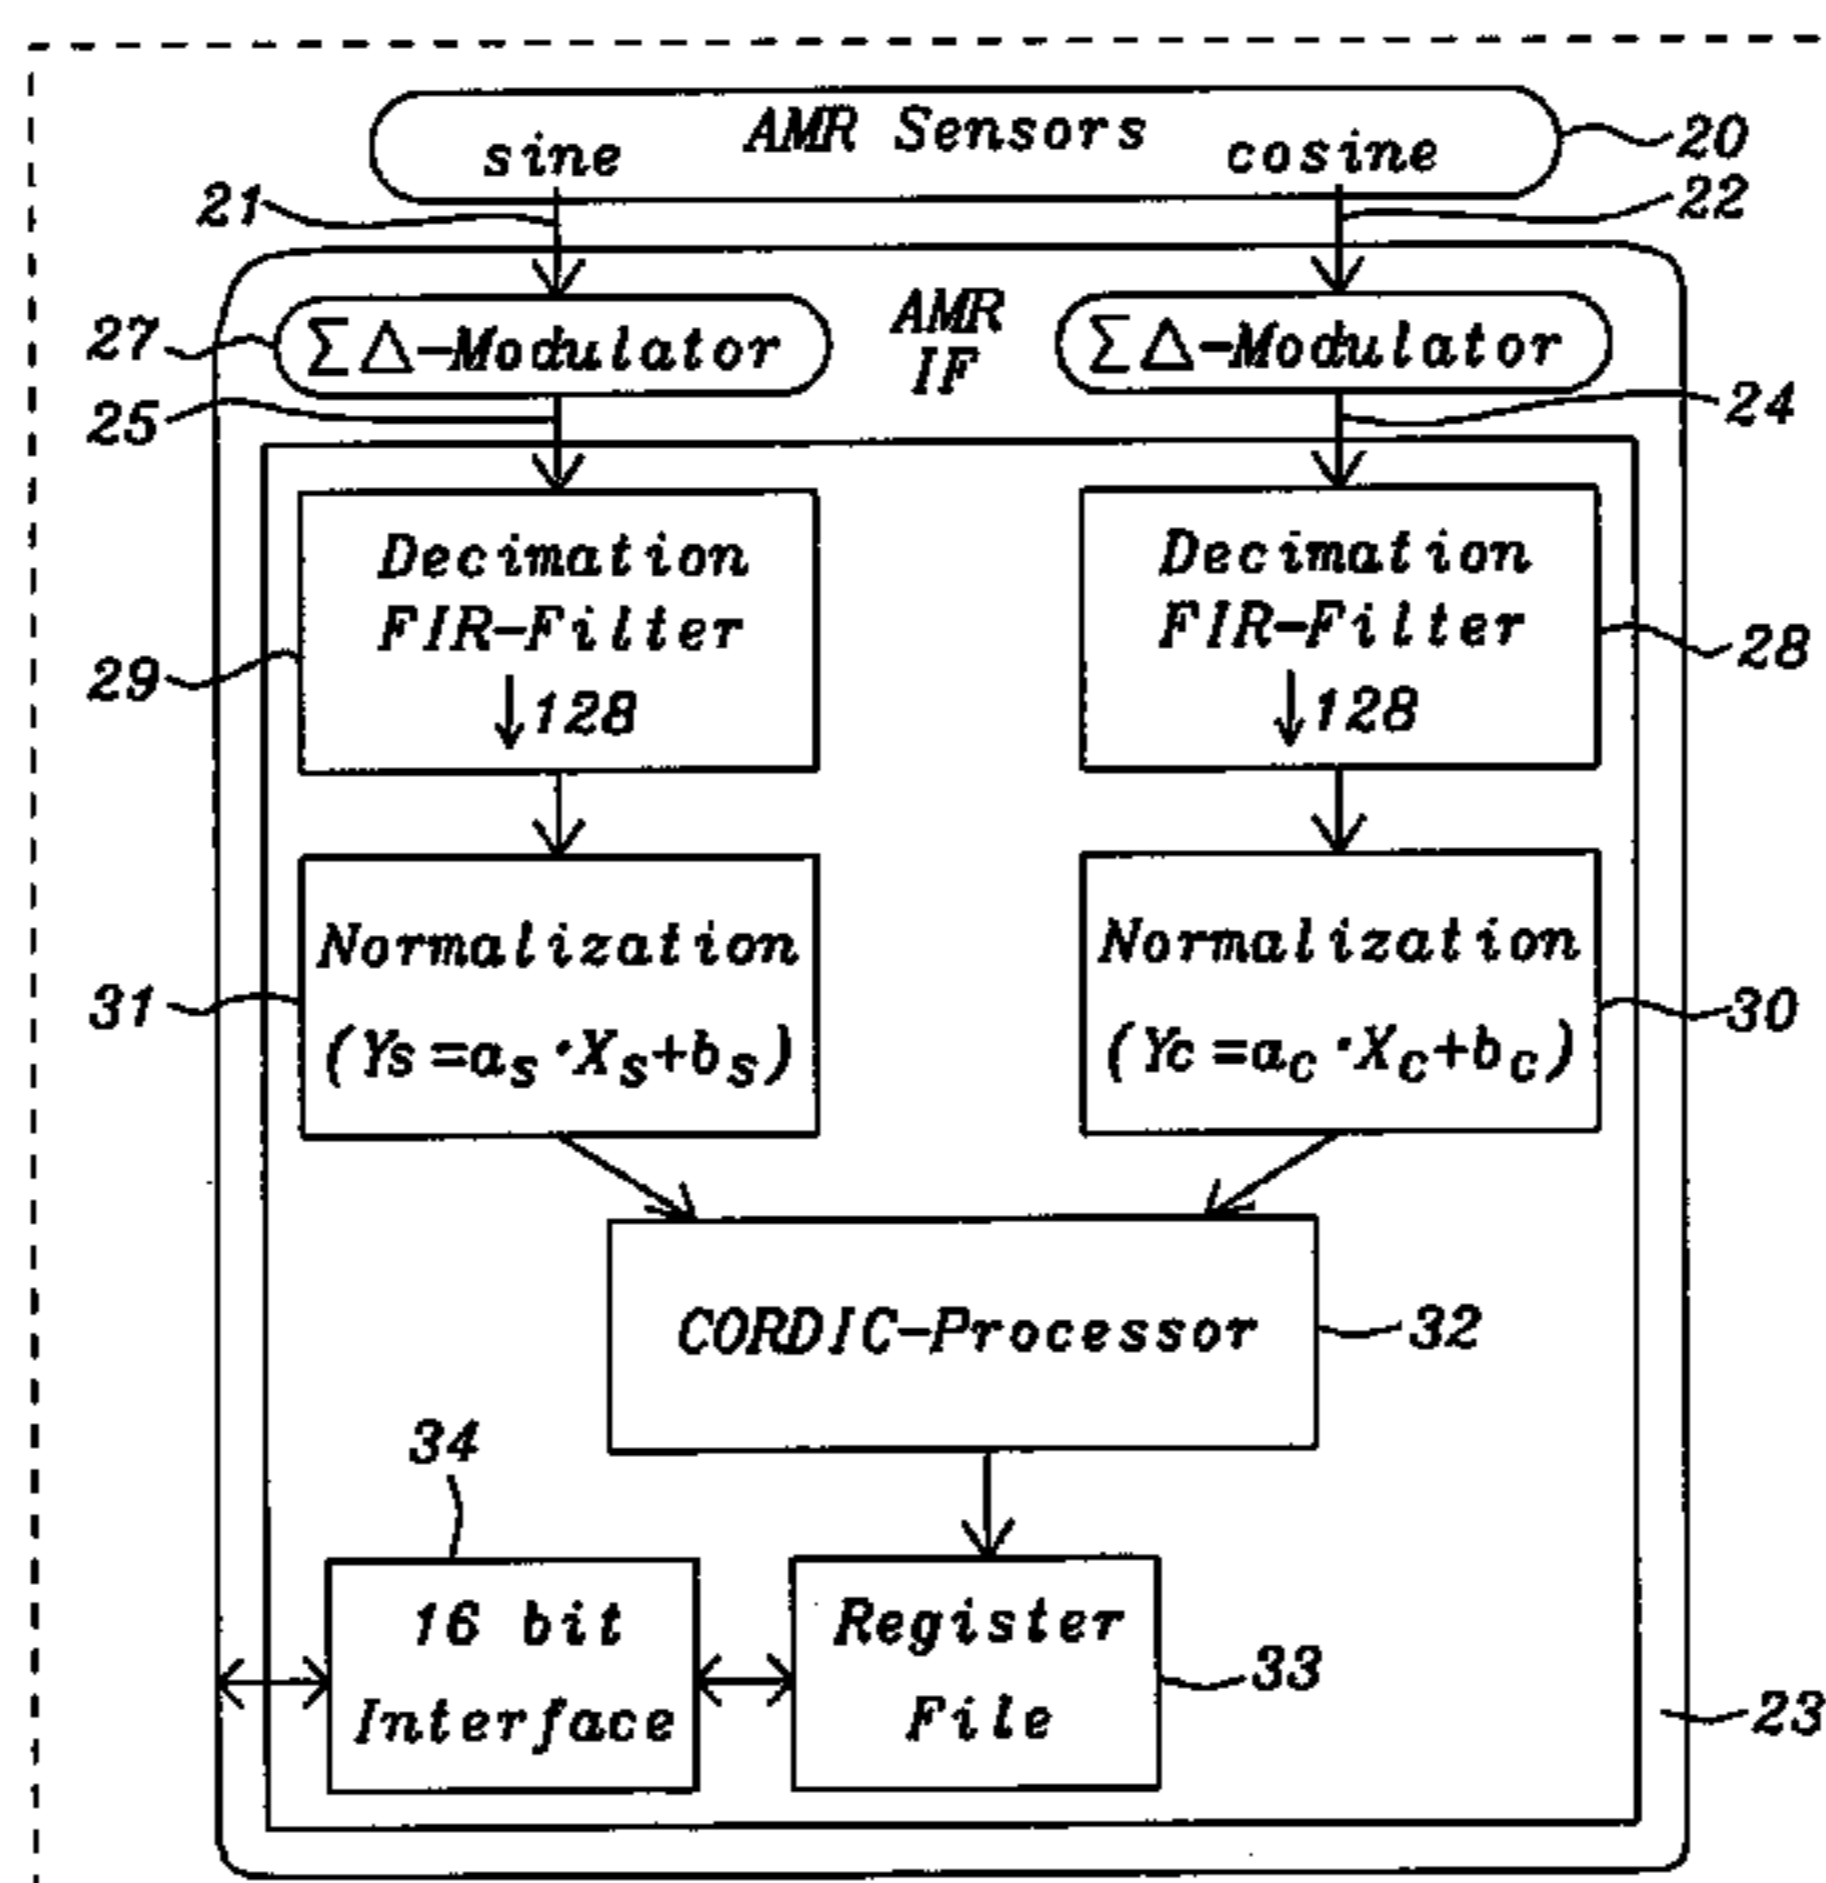 AMR Sensors
sine
cosine
20
21
22
AMR
IF
27
ΣΔ-Modulator
ΣΔ-Modulator
25
24
Decimation
FIR-Filter
↓128
29
Decimation
FIR-Filter
↓128
28
Normalization
(Ys=as·Xs+bs)
31
Normalization
(Yc=ac·Xc+bc)
30
CORDIC-Processor
32
34
16 bit
Interface
Register
File
33
23